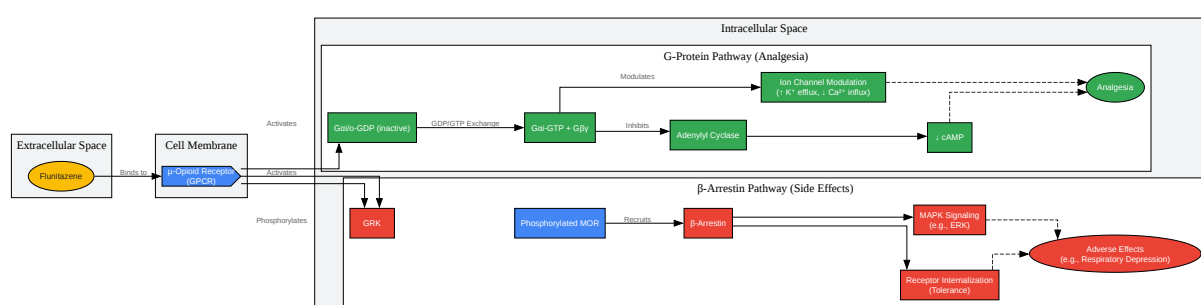 Intracellular Space
G-Protein Pathway (Analgesia)
Modulates
Ion Channel Modulation
(↑ K⁺ efflux, ↓ Ca²⁺ influx)
Analgesia
Activates
Gαi/o-GDP (inactive)
GDP/GTP Exchange
Gαi-GTP + Gβγ
Inhibits
Adenylyl Cyclase
↓ cAMP
Extracellular Space
Flunitazene
Binds to
Cell Membrane
μ-Opioid Receptor
(GPCR)
Activates
β-Arrestin Pathway (Side Effects)
Phosphorylates
GRK
Phosphorylated MOR
Recruits
β-Arrestin
MAPK Signaling
(e.g., ERK)
Adverse Effects
(e.g., Respiratory Depression)
Receptor Internalization
(Tolerance)